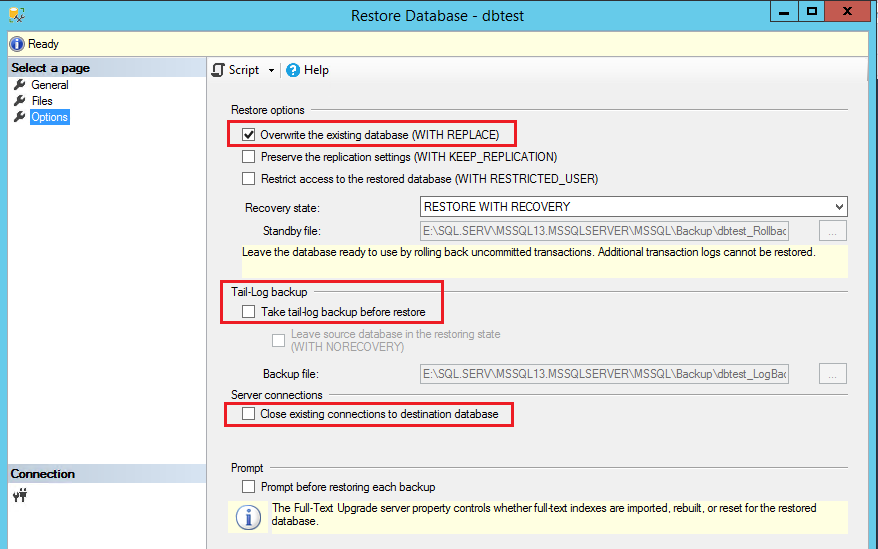 Restore Database - dbtest
Ready
Select a page
General
Files
Options
Script
Help
Restore options
Overwrite the existing database (WITH REPLACE)
Preserve the replication settings (WITH KEEP_REPLICATION)
Restrict access to the restored database (WITH RESTRICTED_USER)
Recovery state:
RESTORE WITH RECOVERY
Standby file:
E:\SQL.SERV\MSSQL13.MSSQLSERVER\MSSQL\Backup\dbtest_Rollbac
...
Leave the database ready to use by rolling back uncommitted transactions. Additional transaction logs cannot be restored.
Tail-Log backup
Take tail-log backup before restore
Leave source database in the restoring state
(WITH NORECOVERY)
Backup file:
E:\SQL.SERV\MSSQL13.MSSQLSERVER\MSSQL\Backup\dbtest_LogBac
...
Server connections
Close existing connections to destination database
Connection
Prompt
Prompt before restoring each backup
The Full-Text Upgrade server property controls whether full-text indexes are imported, rebuilt, or reset for the restored
database.